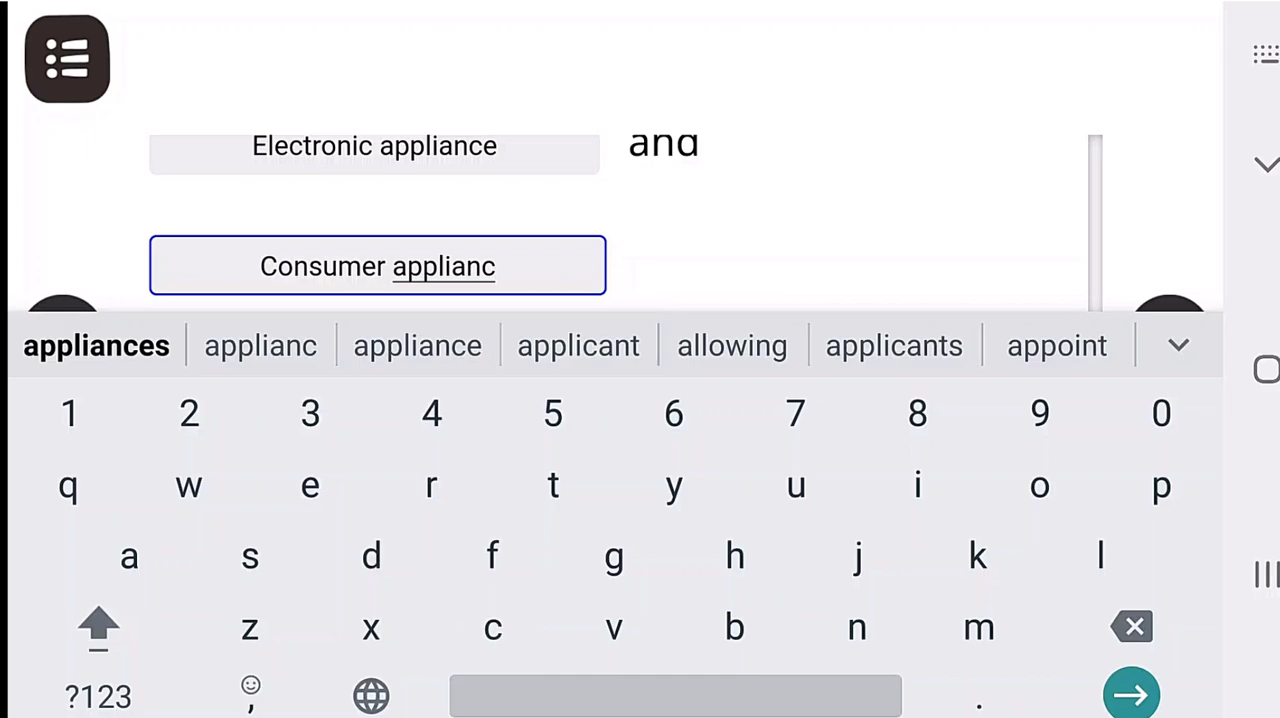 Electronic appliance and
Consumer applianc
appliances applianc appliance applicant allowing applicants appoint
1 2 3 4 5 6 7 8 9 0
q w e r t y u i o p
a s d f g h j k l
z x c v b n m
?123 , .